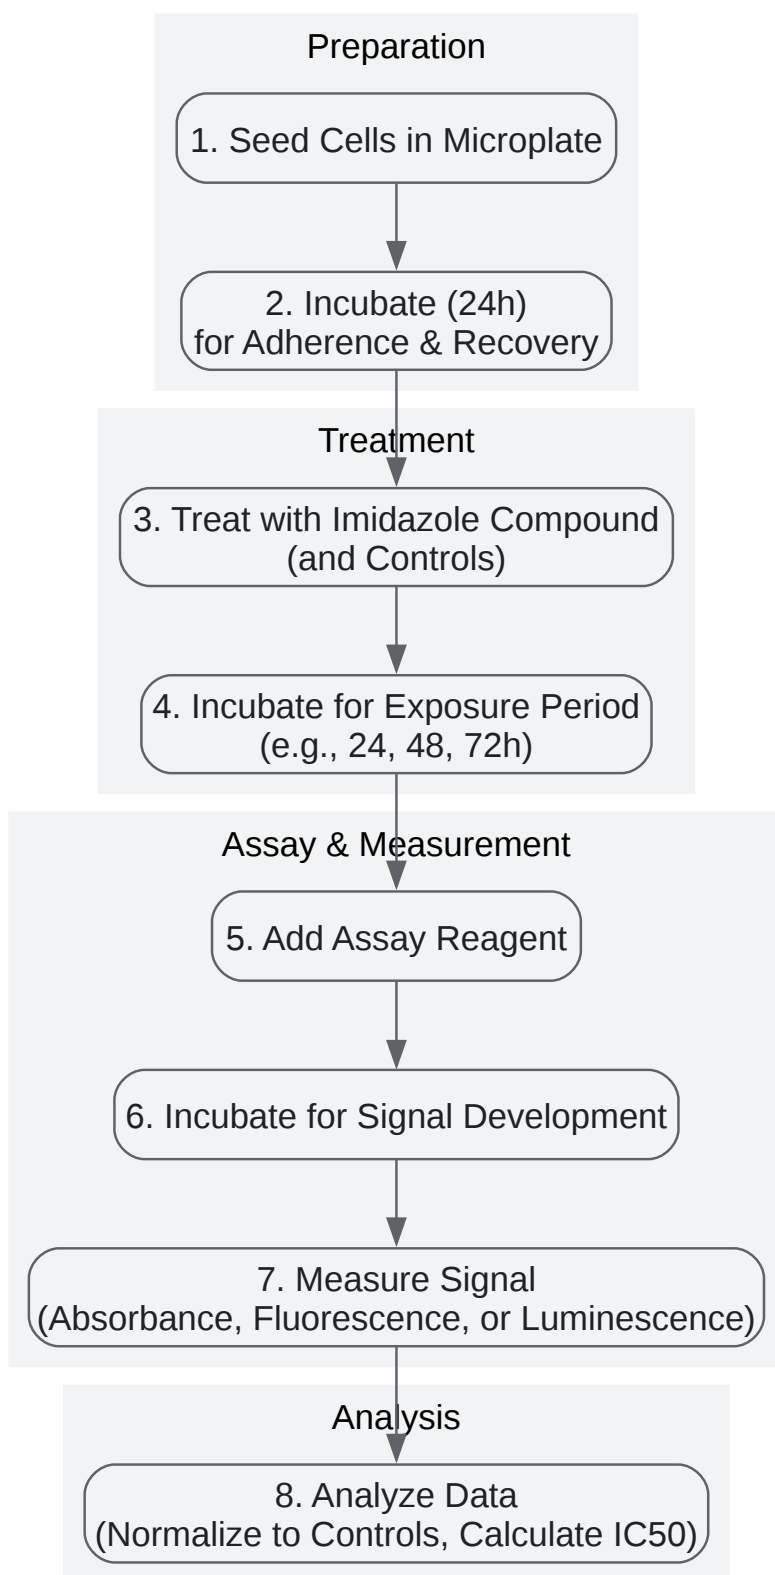 Preparation
1. Seed Cells in Microplate
2. Incubate (24h)
for Adherence & Recovery
Treatment
3. Treat with Imidazole Compound
(and Controls)
4. Incubate for Exposure Period
(e.g., 24, 48, 72h)
Assay & Measurement
5. Add Assay Reagent
6. Incubate for Signal Development
7. Measure Signal
(Absorbance, Fluorescence, or Luminescence)
Analysis
8. Analyze Data
(Normalize to Controls, Calculate IC50)